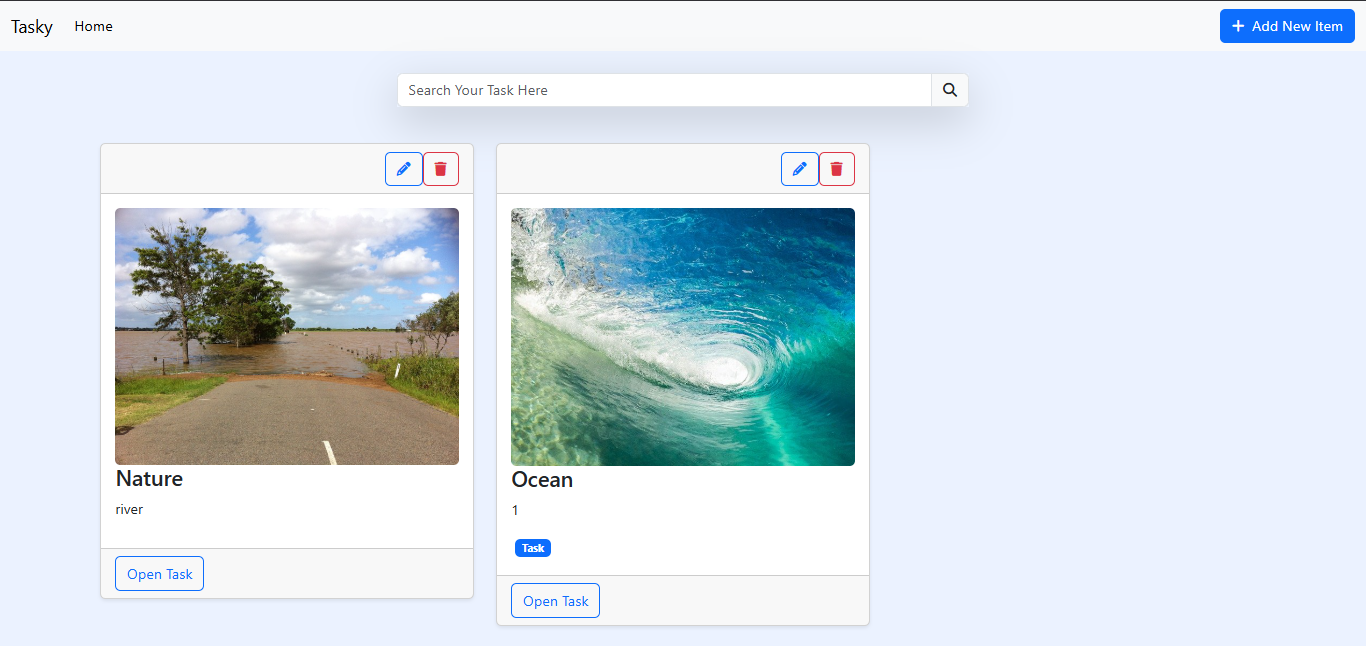 Tasky Home Add New Item
Search Your Task Here
Nature
river
Open Task
Ocean
1
Task
Open Task